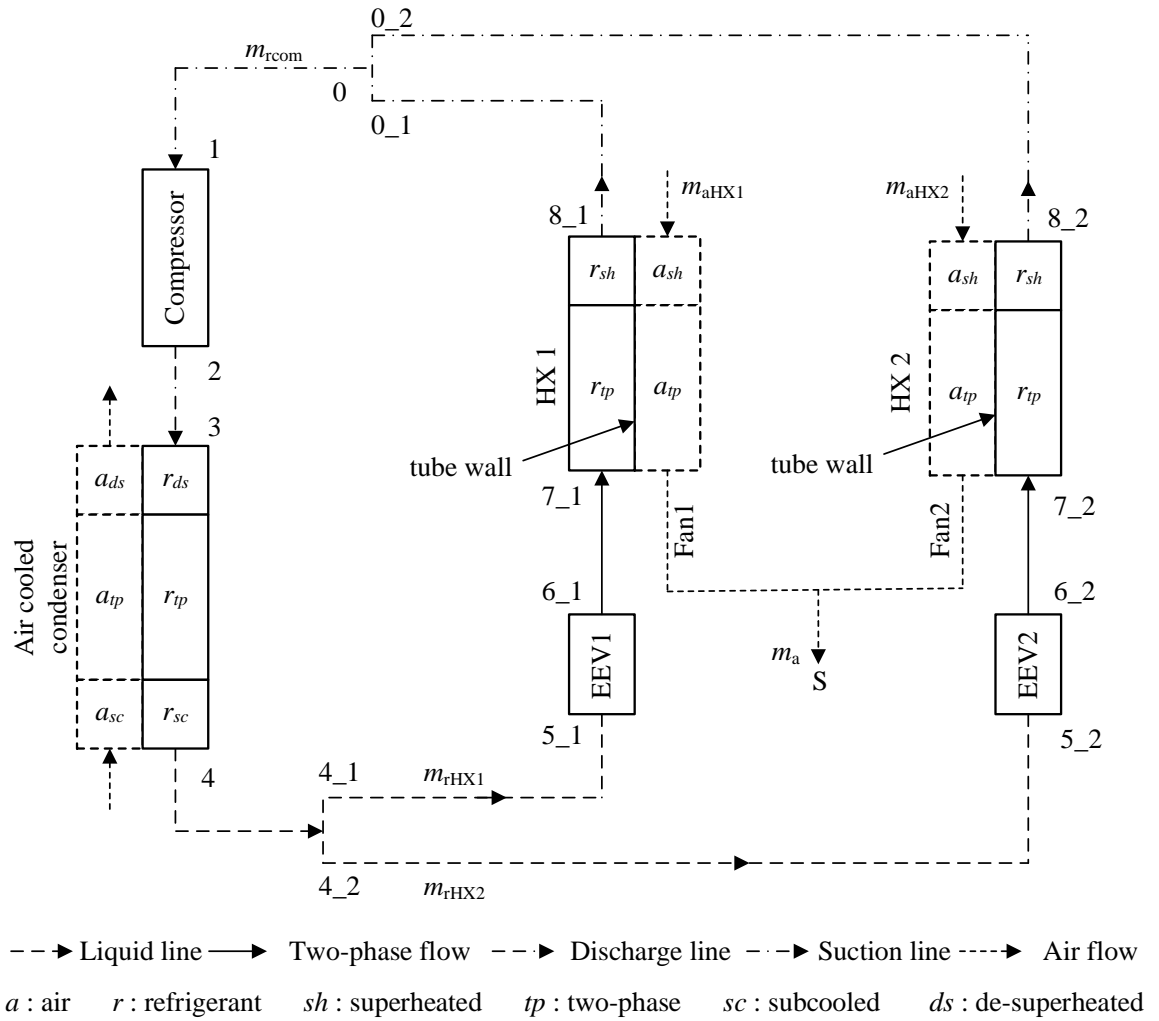 0_2
m_rcom
0
0_1
1
Compressor
2
3
m_aHX1
m_aHX2
8_1
8_2
r_sh
a_sh
a_sh
r_sh
HX 1
r_tp
a_tp
HX 2
a_tp
r_tp
tube wall
tube wall
7_1
7_2
Fan1
Fan2
Air cooled
condenser
a_ds
r_ds
a_tp
r_tp
a_sc
r_sc
4
6_1
6_2
EEV1
EEV2
m_a
S
5_1
5_2
4_1
m_rHX1
4_2
m_rHX2
Liquid line Two-phase flow Discharge line Suction line Air flow
a : air r : refrigerant sh : superheated tp : two-phase sc : subcooled ds : de-superheated